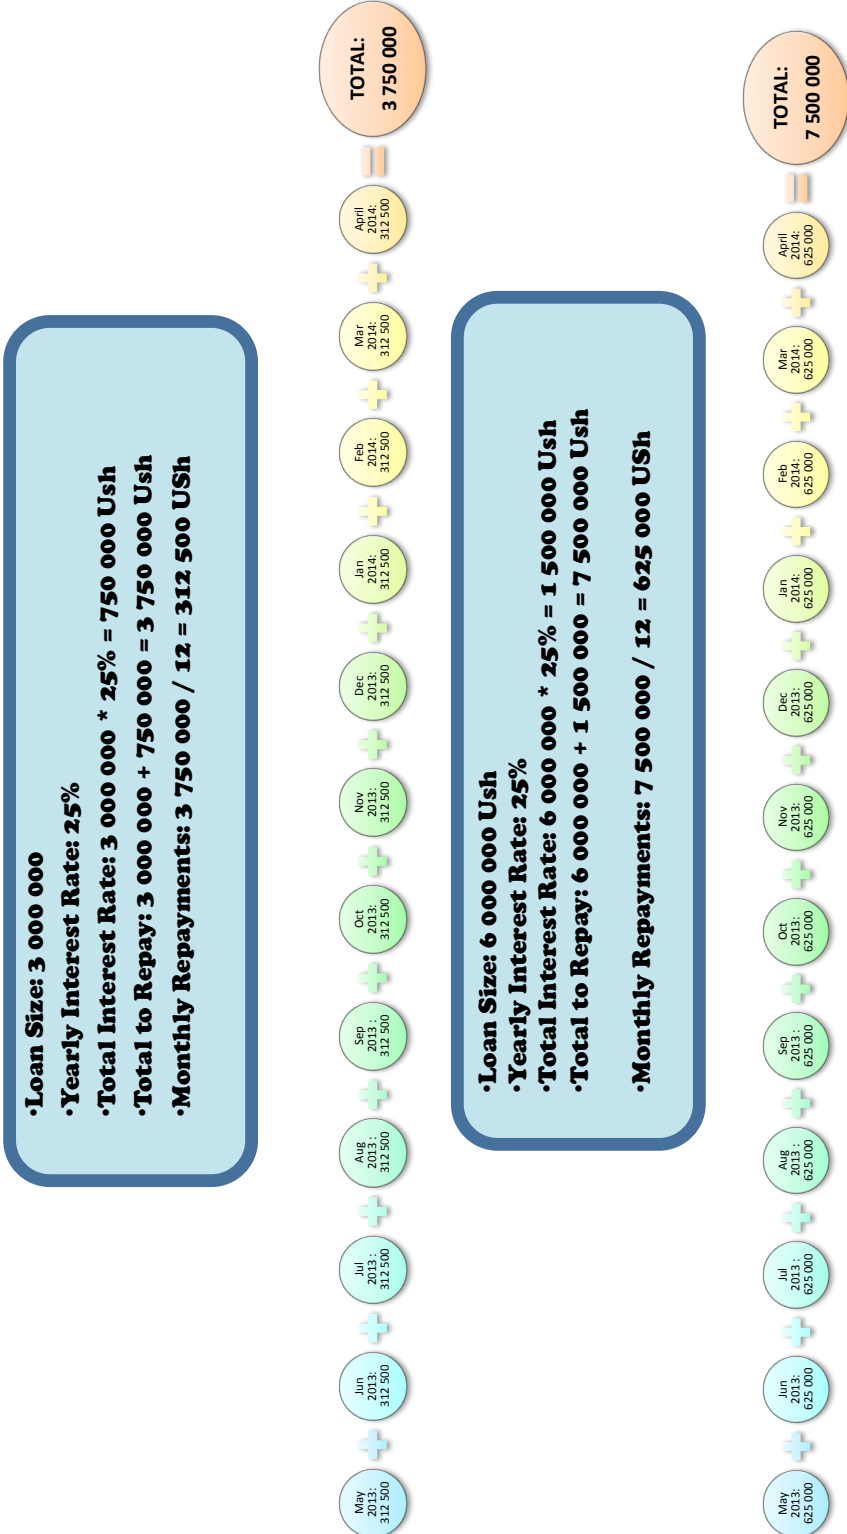 •Loan Size: 3 000 000
•Yearly Interest Rate: 25%
•Total Interest Rate: 3 000 000 * 25% = 750 000 Ush
•Total to Repay: 3 000 000 + 750 000 = 3 750 000 Ush
•Monthly Repayments: 3 750 000 / 12 = 312 500 USh
May
2013:
312 500
+
Jun
2013:
312 500
+
Jul
2013 :
312 500
+
Aug
2013 :
312 500
+
Sep
2013 :
312 500
+
Oct
2013:
312 500
+
Nov
2013:
312 500
+
Dec
2013:
312 500
+
Jan
2014:
312 500
+
Feb
2014:
312 500
+
Mar
2014:
312 500
+
April
2014:
312 500
=
TOTAL:
3 750 000
•Loan Size: 6 000 000 Ush
•Yearly Interest Rate: 25%
•Total Interest Rate: 6 000 000 * 25% = 1 500 000 Ush
•Total to Repay: 6 000 000 + 1 500 000 = 7 500 000 Ush
•Monthly Repayments: 7 500 000 / 12 = 625 000 USh
May
2013:
625 000
+
Jun
2013:
625 000
+
Jul
2013 :
625 000
+
Aug
2013 :
625 000
+
Sep
2013 :
625 000
+
Oct
2013:
625 000
+
Nov
2013:
625 000
+
Dec
2013:
625 000
+
Jan
2014:
625 000
+
Feb
2014:
625 000
+
Mar
2014:
625 000
+
April
2014:
625 000
=
TOTAL:
7 500 000